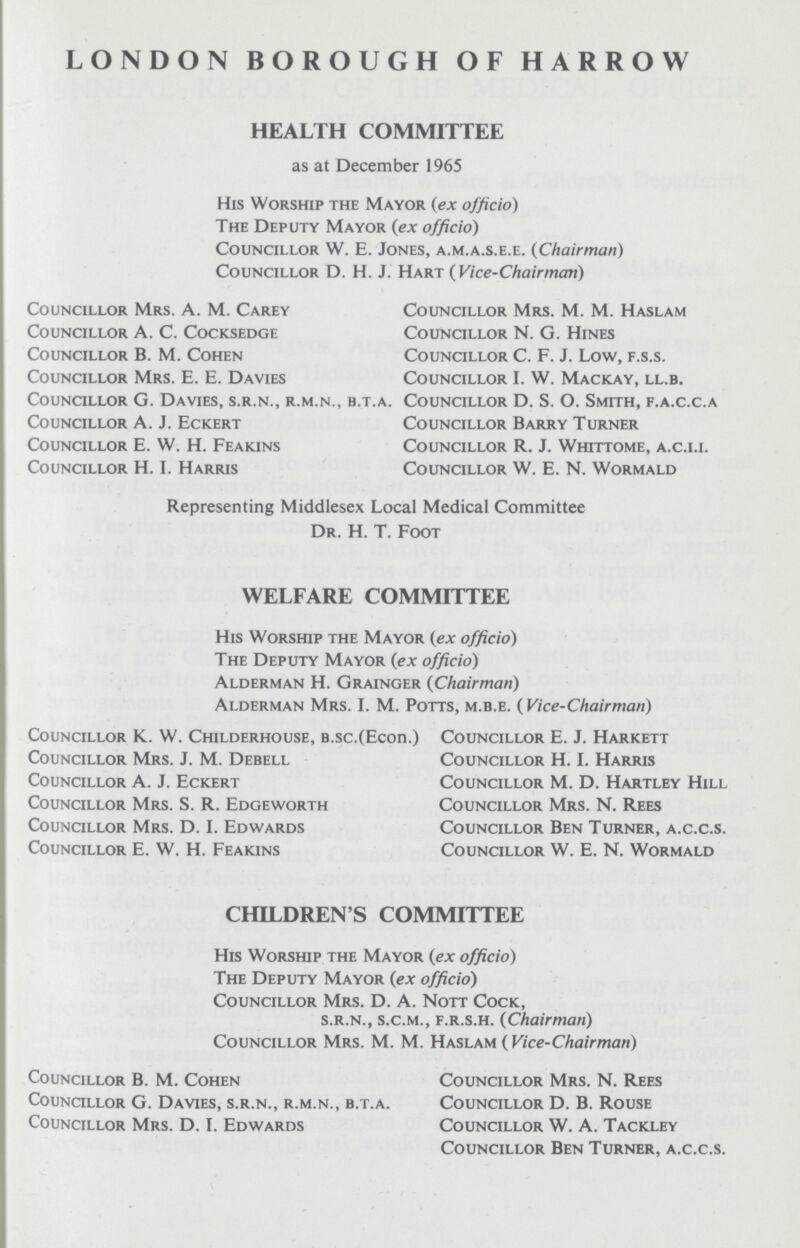 LONDON BOROUGH OF HARROW
HEALTH COMMITTEE
as at December 1965
His Worship the Mayor (ex officio)
The Deputy Mayor (ex officio)
Councillor W. E. Jones, a.m.a.s.e.e. (Chairman)
Councillor D. H. J. Hart (Vice-Chairman)
Councillor Mrs. A. M. Carey
Councillor A. C. Cocksedge
Councillor B. M. Cohen
Councillor Mrs. E. E. Davies
Councillor G. Davies, s.r.n., r.m.n., b.t.a.
Councillor A. J. Eckert
Councillor E. W. H. Feakins
Councillor H. I. Harris
Councillor Mrs. M. M. Haslam
Councillor N. G. Hines
Councillor C. F. J. Low, f.s.s.
Councillor I. W. Mackay, ll.b.
Councillor D. S. O. Smith, f.a.c.c.a
Councillor Barry Turner
Councillor R. J. Whittome, a.c.i.i.
Councillor W. E. N. Wormald
Representing Middlesex Local Medical Committee
Dr. H. T. Foot
WELFARE COMMITTEE
His Worship the Mayor (ex officio)
The Deputy Mayor (ex officio)
Alderman H. Grainger (Chairman)
Alderman Mrs. I. M. Potts, m.b.e. (Vice-Chairman)
Councillor K. W. Childerhouse, b.sc.(Econ.)
Councillor Mrs. J. M. Debell
Councillor A. J. Eckert
Councillor Mrs. S. R. Edgeworth
Councillor Mrs. D. I. Edwards
Councillor E. W. H. Feakins
Councillor E. J. Harkett
Councillor H. I. Harris
Councillor M. D. Hartley Hill
Councillor Mrs. N. Rees
Councillor Ben Turner, a.c.c.s.
Councillor W. E. N. Wormald
CHILDREN'S COMMITTEE
His Worship the Mayor (ex officio)
The Deputy Mayor (ex officio)
Councillor Mrs. D. A. Nott Cock,
s.r.n., s.c.m., f.r.s.h. (Chairman)
Councillor Mrs. M. M. Haslam (Vice-Chairman)
Councillor B. M. Cohen
Councillor G. Davies, s.r.n., r.m.n., b.t.a.
Councillor Mrs. D. I. Edwards
Councillor Mrs. N. Rees
Councillor D. B. Rouse
Councillor W. A. Tackley
Councillor Ben Turner, a.c.c.s.